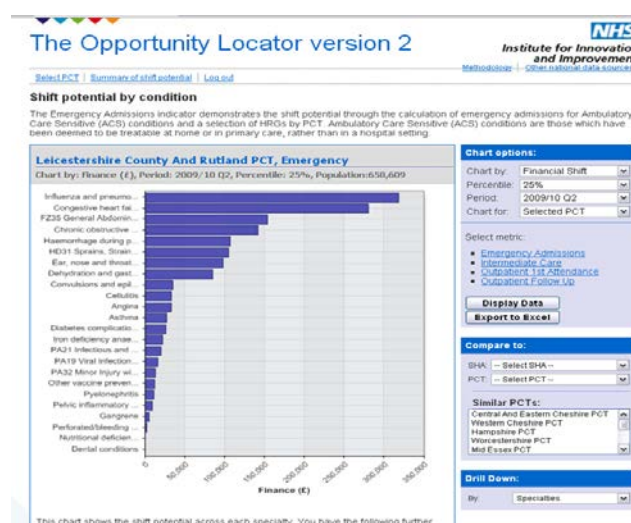 The Opportunity Locator version 2
NHS
Institute for Innovatio
and Improvemen
Methodology | Other national data sources
Select PCT | Summary of shift potential | Log out
Shift potential by condition
The Emergency Admissions indicator demonstrates the shift potential through the calculation of emergency admissions for Ambulatory
Care Sensitive (ACS) conditions and a selection of HRGs by PCT. Ambulatory Care Sensitive (ACS) conditions are those which have
been deemed to be treatable at home or in primary care, rather than in a hospital setting.
Leicestershire County And Rutland PCT, Emergency
Chart by: Finance (£), Period: 2009/10 Q2, Percentile: 25%, Population:658,609
Influenza and pneumo...
Congestive heart fai...
FZ35 General Abdomin...
Chronic obstructive ...
Haemorrhage during p...
HD31 Sprains, Strain...
Ear, nose and throat...
Dehydration and gast...
Convulsions and epil...
Cellulitis
Angina
Asthma
Diabetes complicatio...
Iron deficiency anae...
PA21 Infectious and ...
PA19 Viral Infection...
PA32 Minor Injury wi...
Other vaccine preven...
Pyelonephritis
Pelvic inflammatory ...
Gangrene
Perforated/bleeding ...
Nutritional deficien...
Dental conditions
0
50,000
100,000
150,000
200,000
250,000
300,000
350,000
Finance (£)
This chart shows the shift potential across each specialty. You have the following further
Chart options:
Chart by: Financial Shift
Percentile: 25%
Period: 2009/10 Q2
Chart for: Selected PCT
Select metric:
Emergency Admissions
Intermediate Care
Outpatient 1st Attendance
Outpatient Follow Up
Display Data
Export to Excel
Compare to:
SHA: -- Select SHA --
PCT: -- Select PCT --
Similar PCTs:
Central And Eastern Cheshire PCT
Western Cheshire PCT
Hampshire PCT
Worcestershire PCT
Mid Essex PCT
Drill Down:
By: Specialties